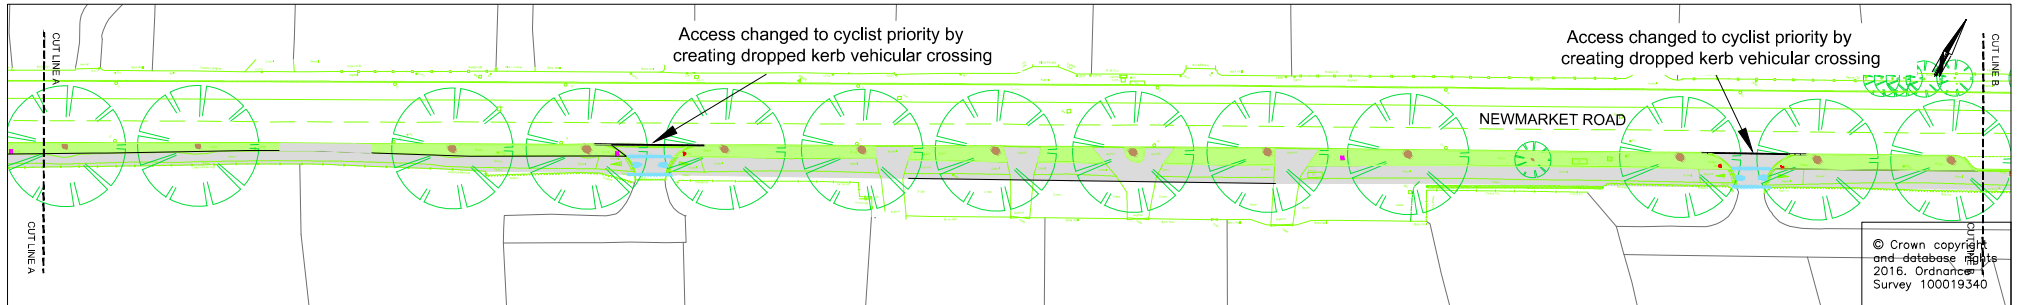 Access changed to cyclist priority by
creating dropped kerb vehicular crossing
Access changed to cyclist priority by
creating dropped kerb vehicular crossing
CUT LINE A
CUT LINE B
NEWMARKET ROAD
CUT LINE A
CUT LINE B
© Crown copyright
and database rights
2016. Ordnance
Survey 100019340